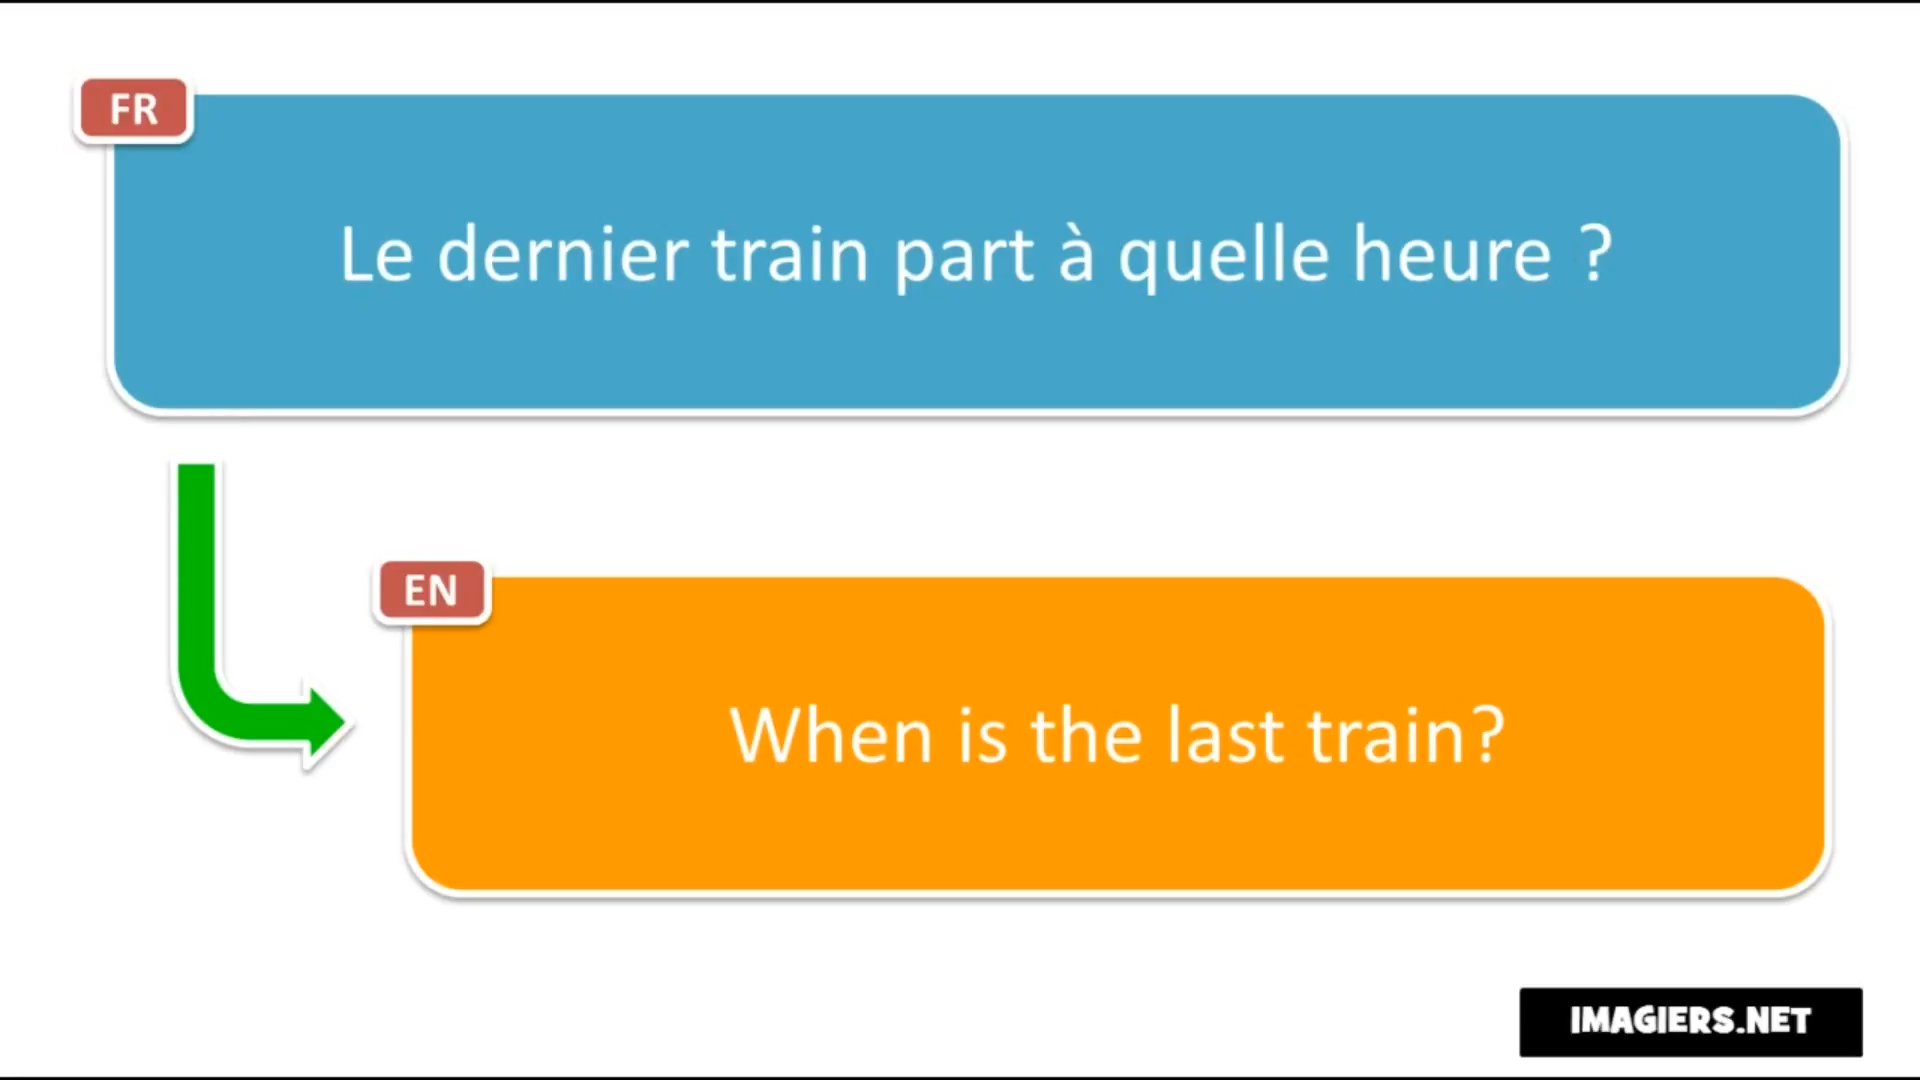 FR
Le dernier train part à quelle heure ?
EN
When is the last train?
IMAGIERS.NET